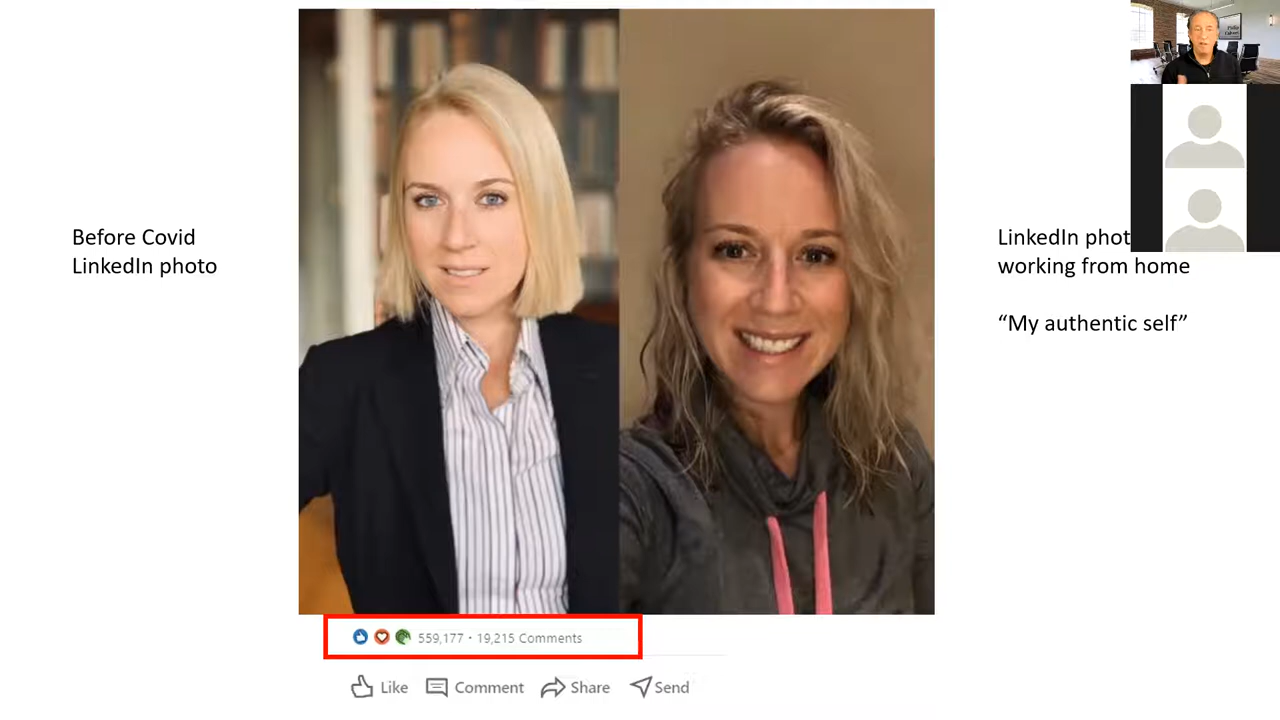 Before Covid
LinkedIn photo
LinkedIn phot
working from home
“My authentic self”
559,177 · 19,215 Comments
Like Comment Share Send